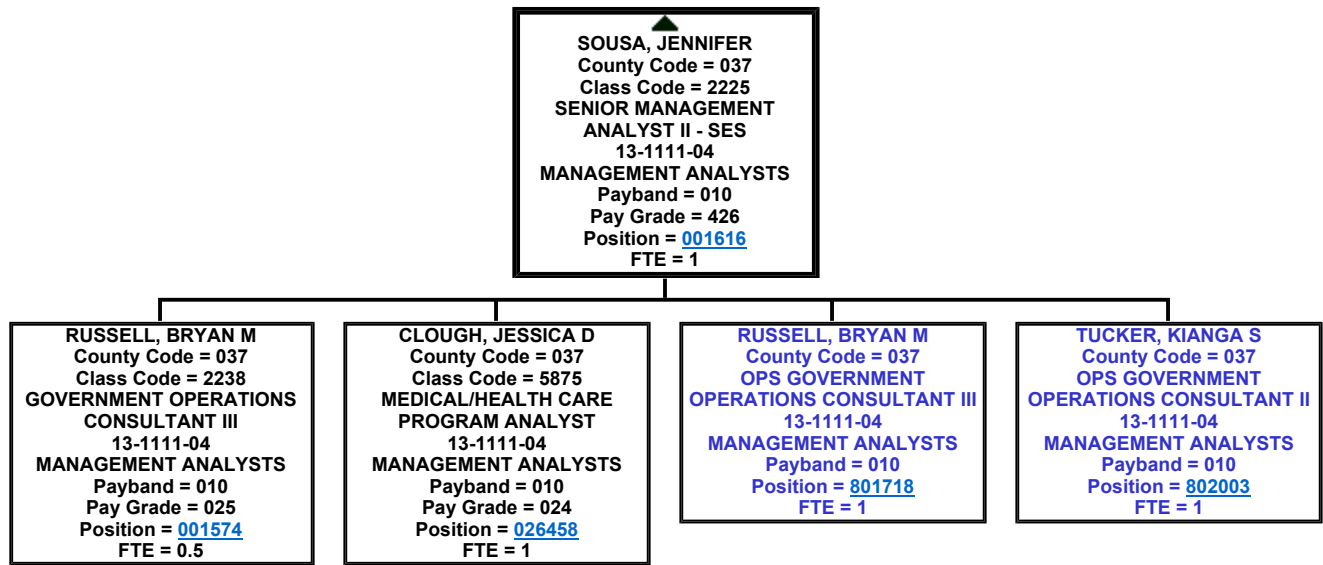 SOUSA, JENNIFER
County Code = 037
Class Code = 2225
SENIOR MANAGEMENT
ANALYST II - SES
13-1111-04
MANAGEMENT ANALYSTS
Payband = 010
Pay Grade = 426
Position = 001616
FTE = 1
RUSSELL, BRYAN M
County Code = 037
Class Code = 2238
GOVERNMENT OPERATIONS
CONSULTANT III
13-1111-04
MANAGEMENT ANALYSTS
Payband = 010
Pay Grade = 025
Position = 001574
FTE = 0.5
CLOUGH, JESSICA D
County Code = 037
Class Code = 5875
MEDICAL/HEALTH CARE
PROGRAM ANALYST
13-1111-04
MANAGEMENT ANALYSTS
Payband = 010
Pay Grade = 024
Position = 026458
FTE = 1
RUSSELL, BRYAN M
County Code = 037
OPS GOVERNMENT
OPERATIONS CONSULTANT III
13-1111-04
MANAGEMENT ANALYSTS
Payband = 010
Position = 801718
FTE = 1
TUCKER, KIANGA S
County Code = 037
OPS GOVERNMENT
OPERATIONS CONSULTANT II
13-1111-04
MANAGEMENT ANALYSTS
Payband = 010
Position = 802003
FTE = 1